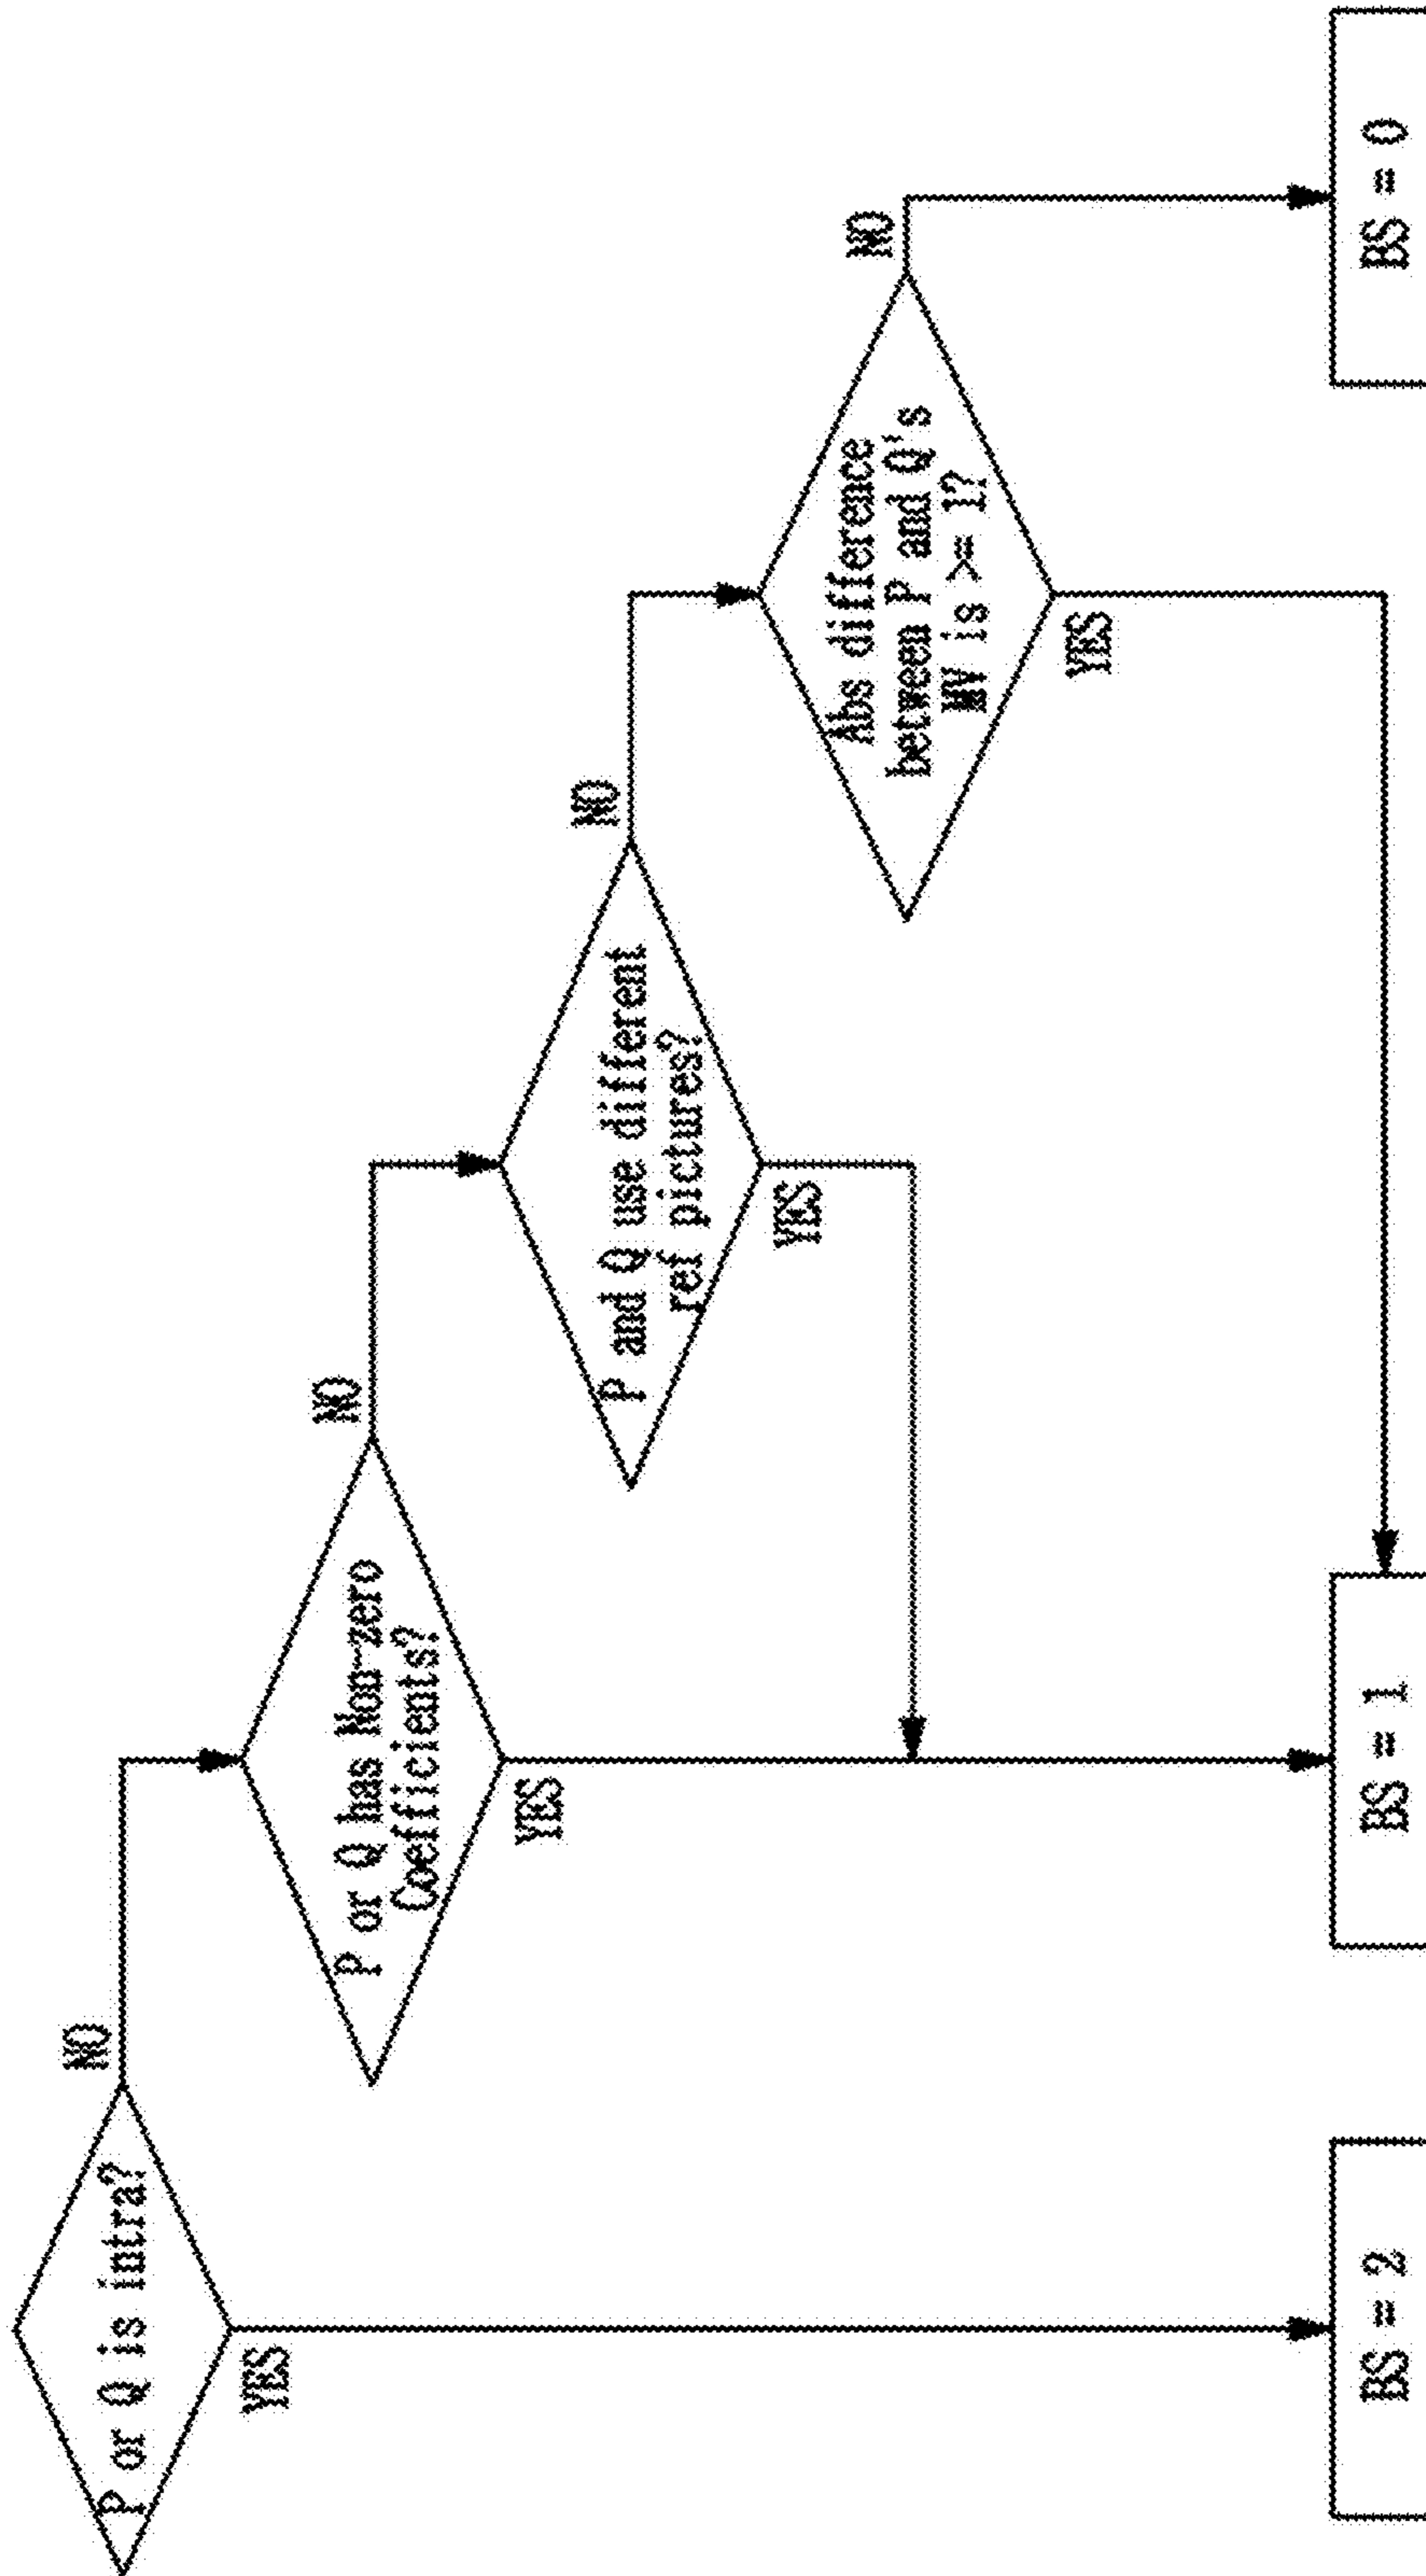 P or Q is intra?
NO
YES
P or Q has Non-zero
Coefficients?
NO
YES
P and Q use different
ref pictures?
NO
YES
Abs difference
between P and Q's
MV is >= 1?
NO
YES
BS = 2
BS = 1
BS = 0